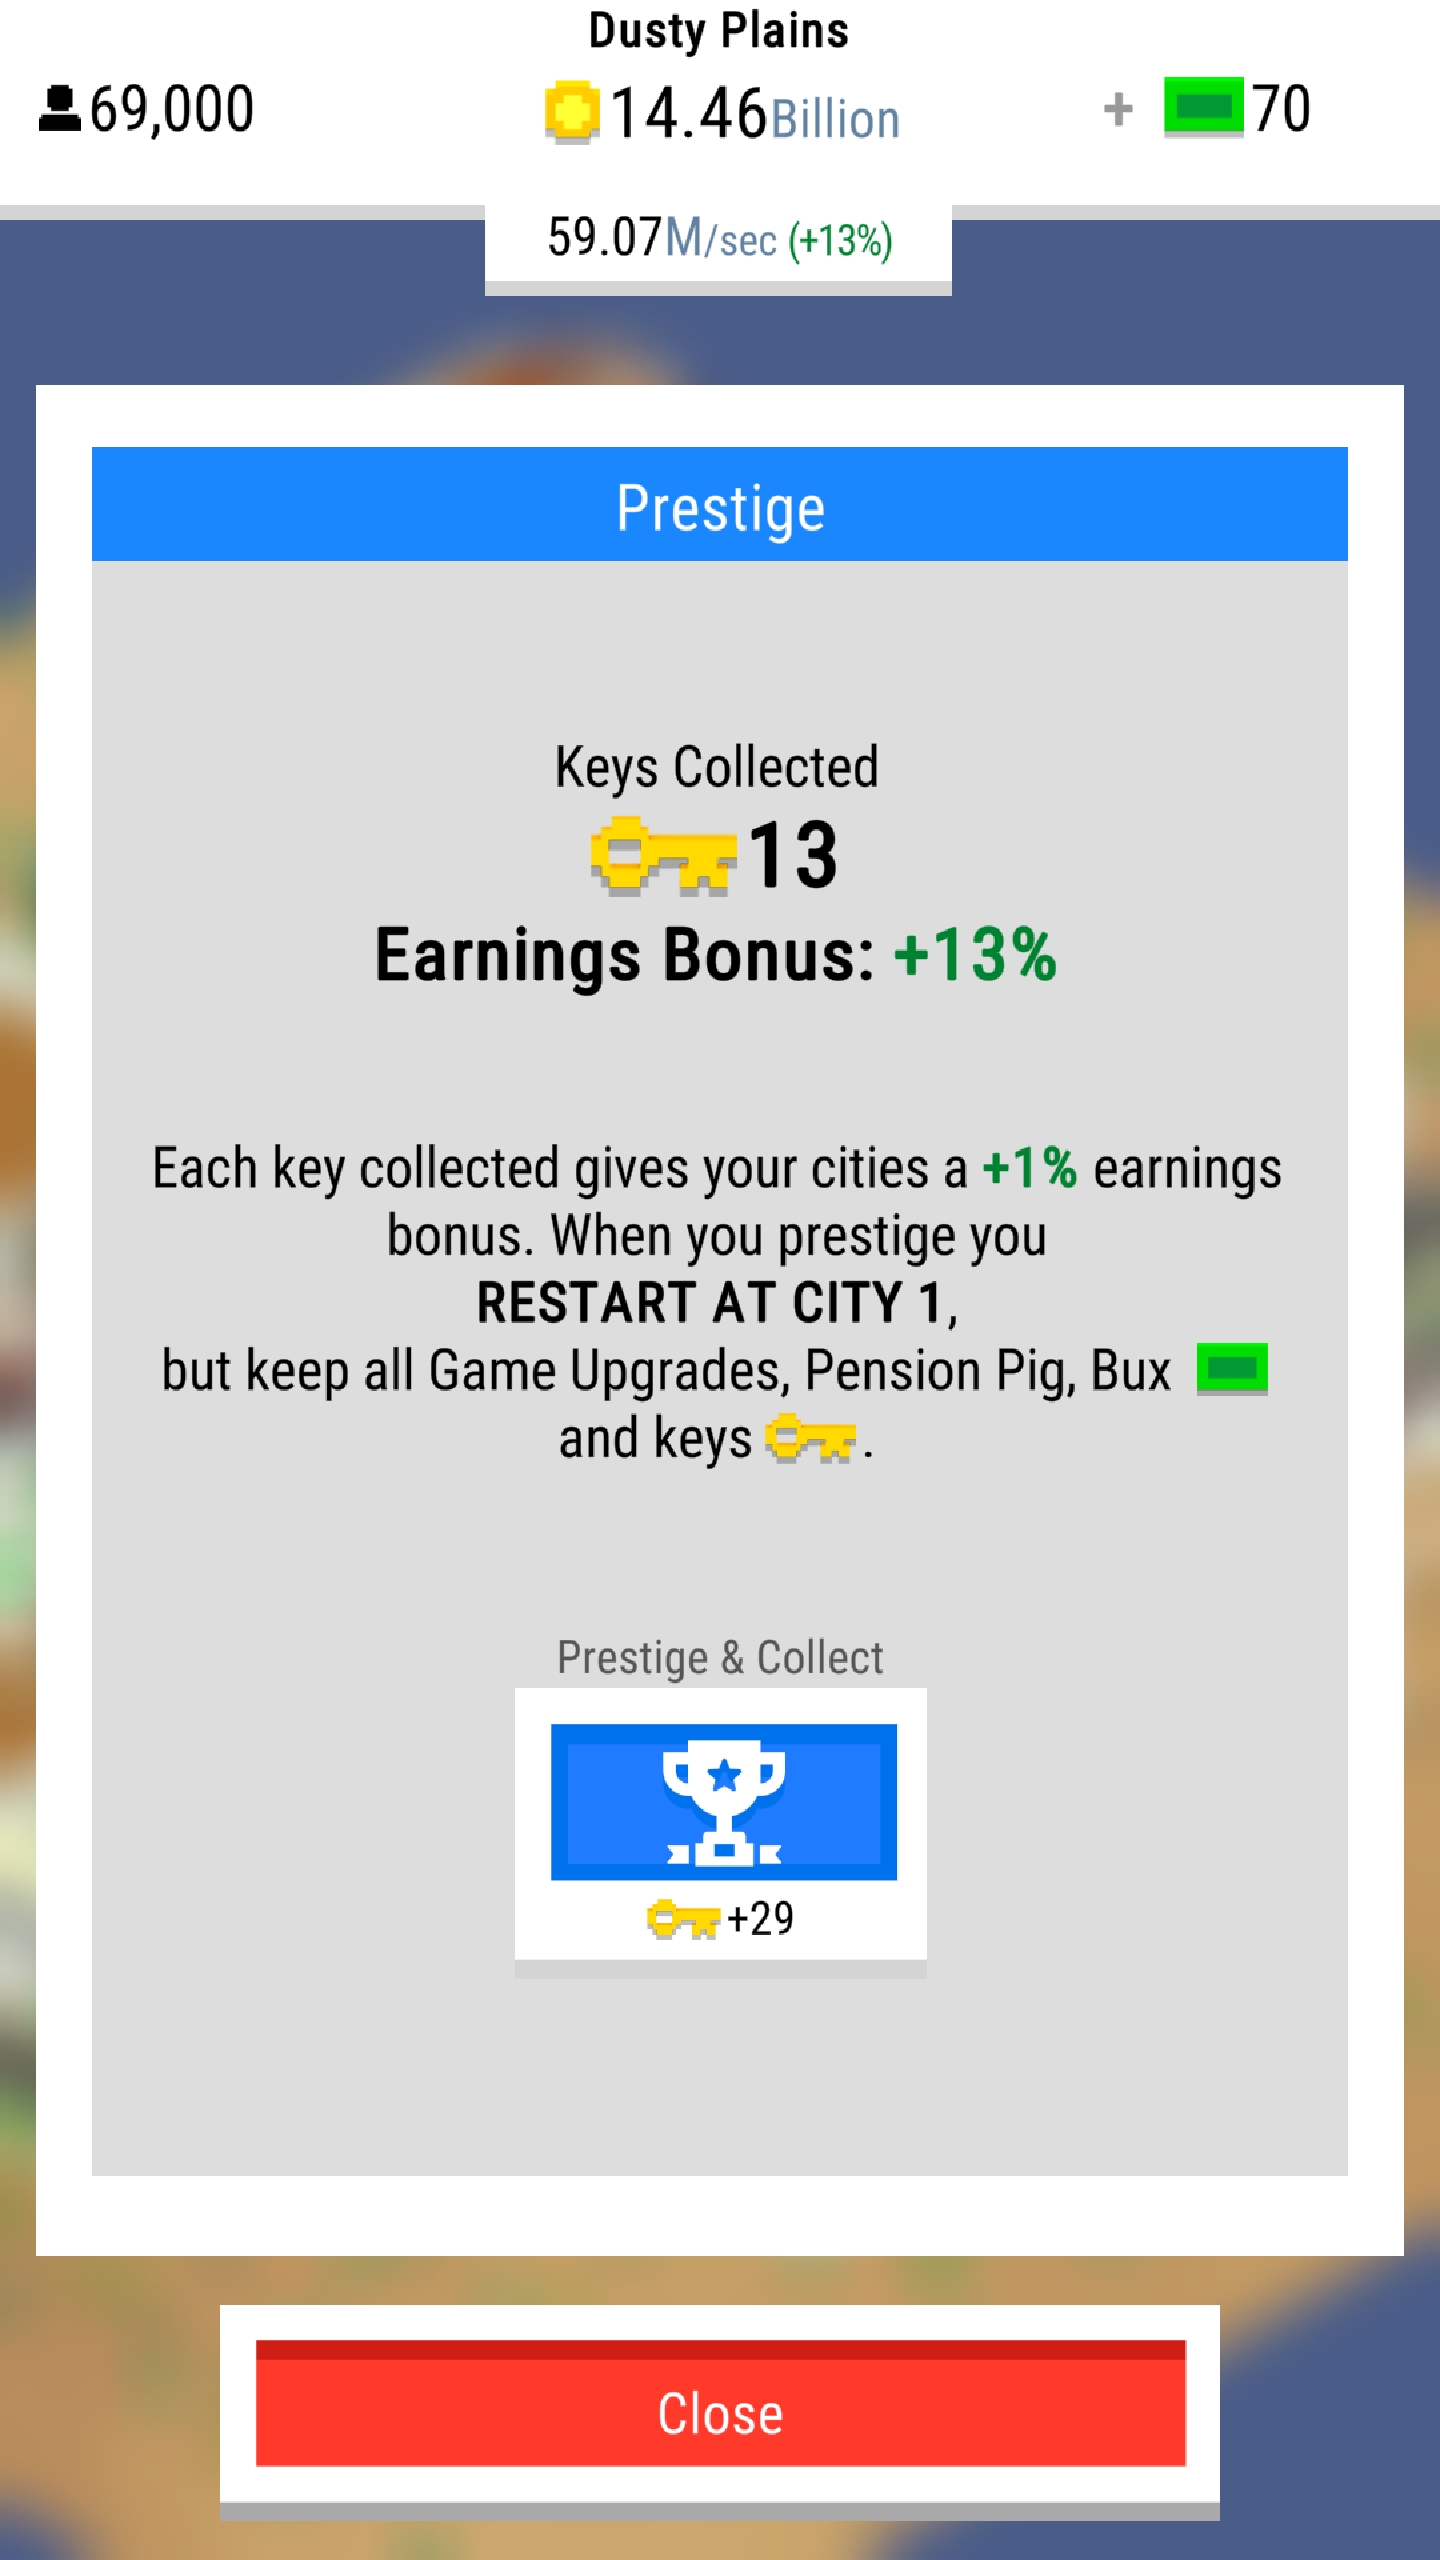 Dusty Plains
69,000
14.46Billion
+ 70
59.07M/sec (+13%)
Prestige
Keys Collected
13
Earnings Bonus: +13%
Each key collected gives your cities a +1% earnings
bonus. When you prestige you
RESTART AT CITY 1,
but keep all Game Upgrades, Pension Pig, Bux
and keys .
Prestige & Collect
+29
Close